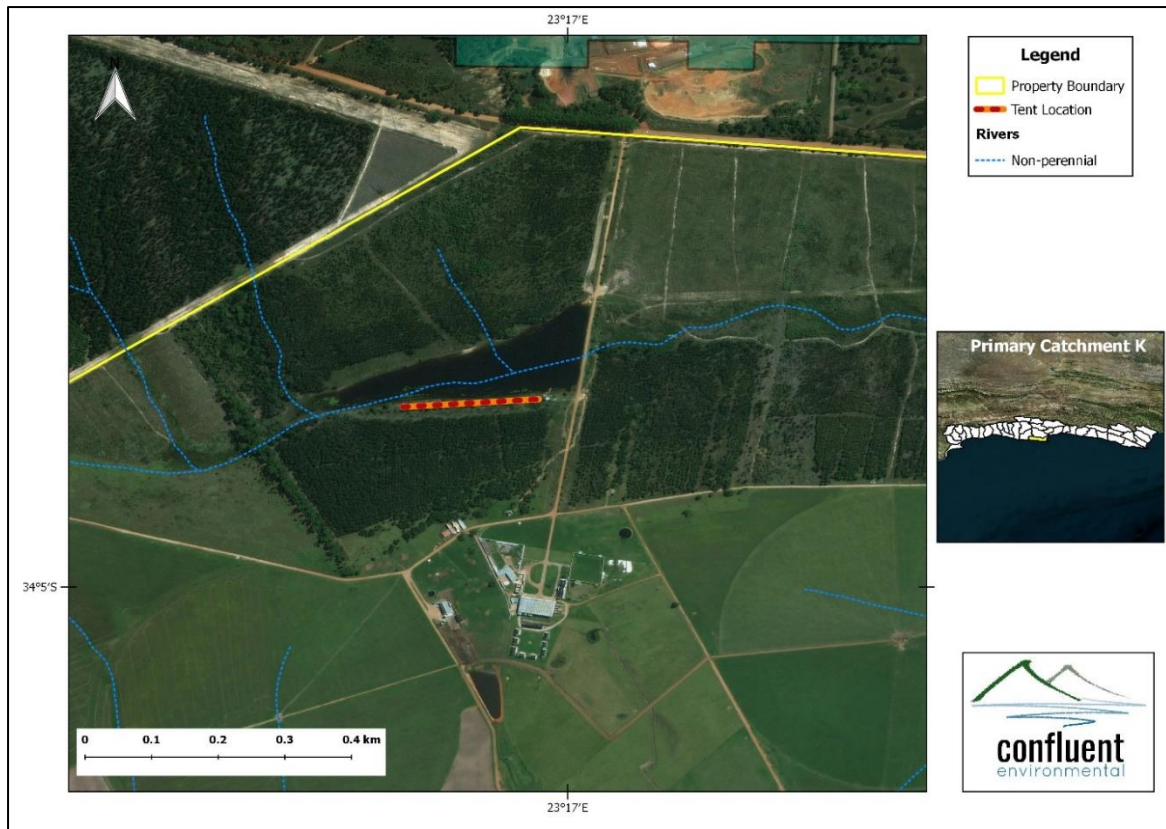 23°17'E
N
Legend
Property Boundary
Tent Location
Rivers
Non-perennial
Primary Catchment K
34°5'S
0 0.1 0.2 0.3 0.4 km
23°17'E
confluent
environmental